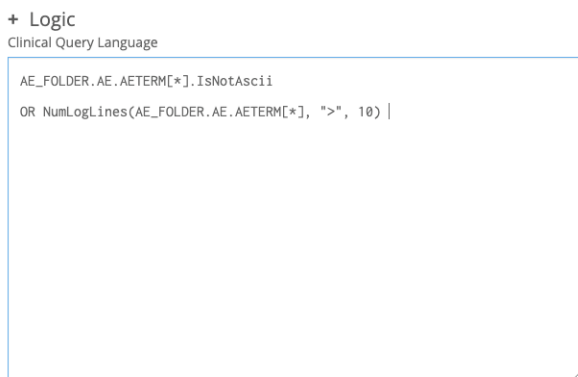 + Logic
Clinical Query Language
AE_FOLDER.AE.AETERM[*].IsNotAscii
OR NumLogLines(AE_FOLDER.AE.AETERM[*], ">", 10)